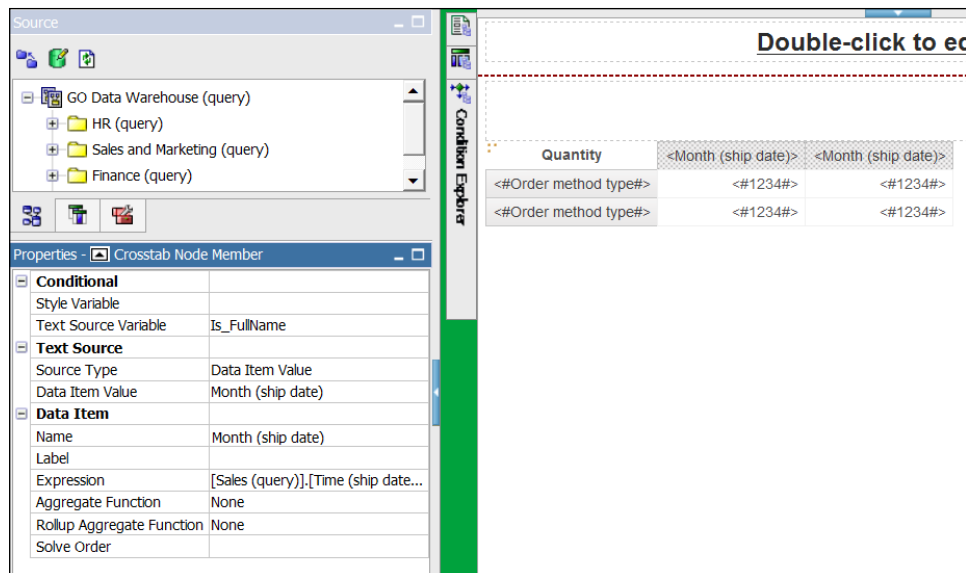 Source
GO Data Warehouse (query)
HR (query)
Sales and Marketing (query)
Finance (query)
Properties - Crosstab Node Member
Conditional
Style Variable
Text Source Variable Is_FullName
Text Source
Source Type Data Item Value
Data Item Value Month (ship date)
Data Item
Name Month (ship date)
Label
Expression [Sales (query)].[Time (ship date...
Aggregate Function None
Rollup Aggregate Function None
Solve Order
Condition Explorer
Double-click to ed
Quantity <Month (ship date)> <Month (ship date)>
<#Order method type#> <#1234#> <#1234#>
<#Order method type#> <#1234#> <#1234#>